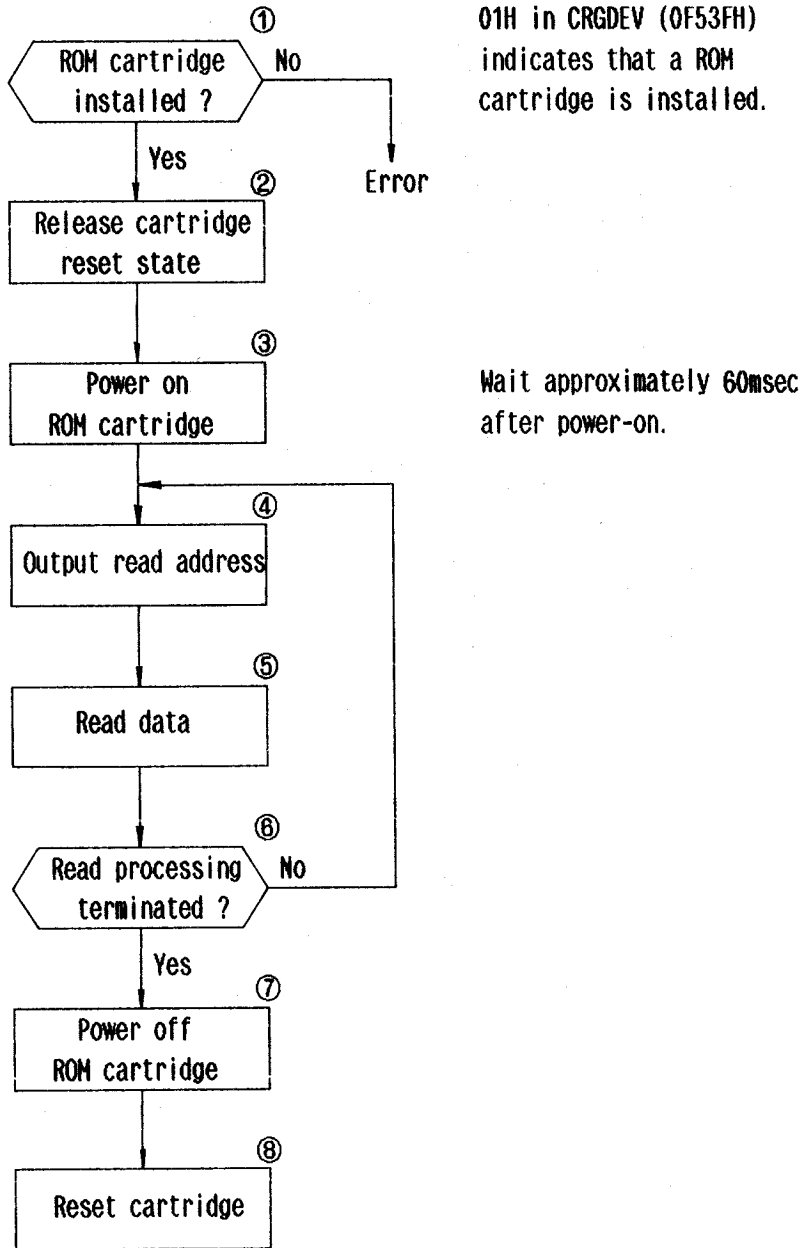 ①
ROM cartridge
installed ?
No
01H in CRGDEV (0F53FH)
indicates that a ROM
cartridge is installed.
Yes
Error
②
Release cartridge
reset state
③
Power on
ROM cartridge
Wait approximately 60msec
after power-on.
④
Output read address
⑤
Read data
⑥
Read processing
terminated ?
No
Yes
⑦
Power off
ROM cartridge
⑧
Reset cartridge